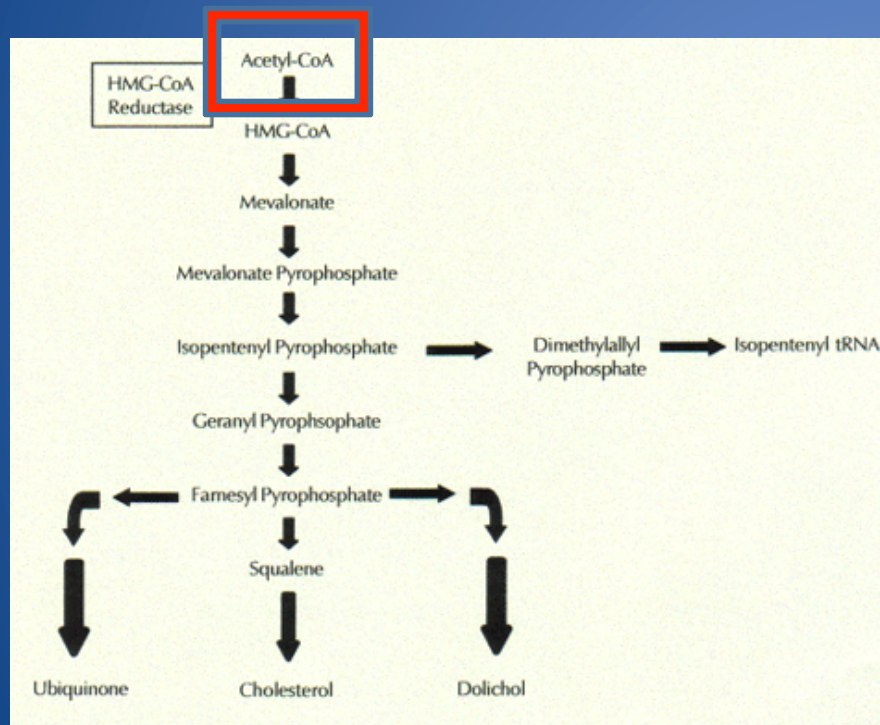 Acetyl-CoA
HMG-CoA
Reductase
HMG-CoA
Mevalonate
Mevalonate Pyrophosphate
Isopentenyl Pyrophosphate
Dimethylallyl
Pyrophosphate
Isopentenyl tRNA
Geranyl Pyrophsophate
Farnesyl Pyrophosphate
Squalene
Ubiquinone
Cholesterol
Dolichol